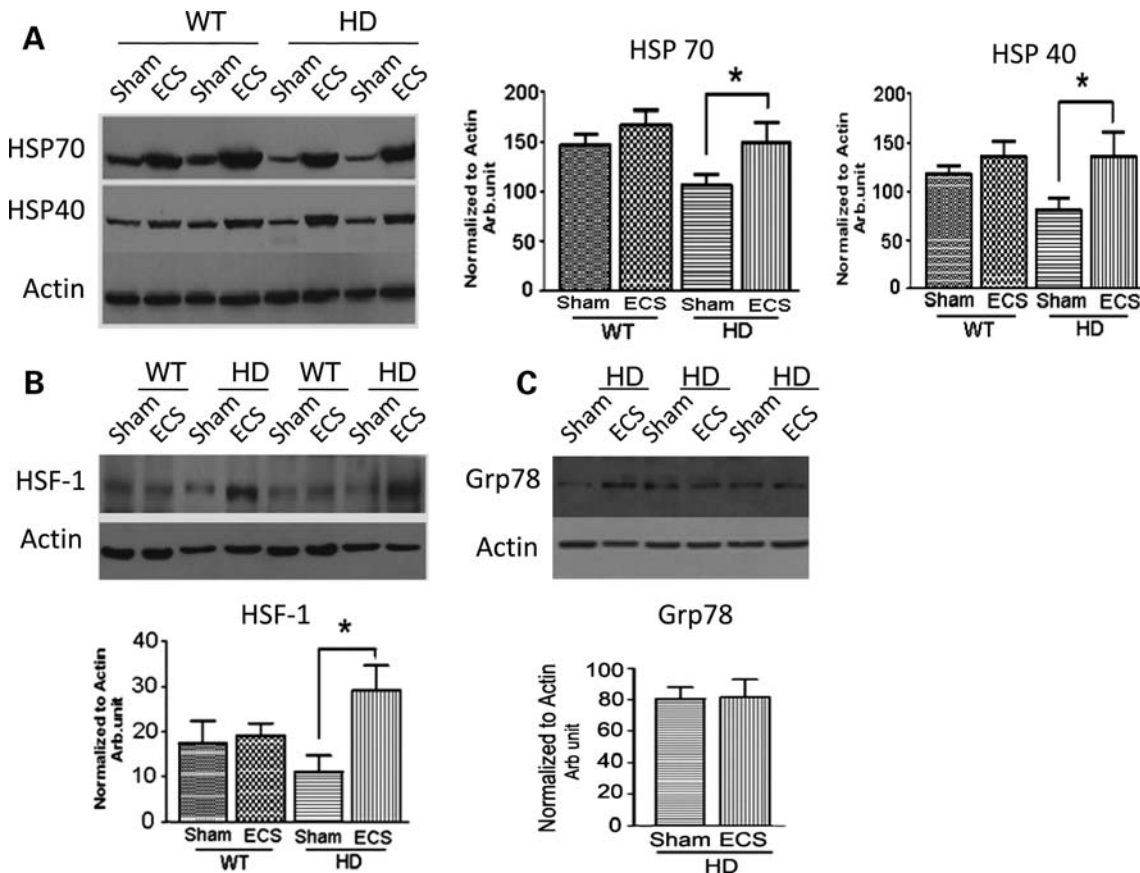 A
WT HD
Sham ECS Sham ECS Sham ECS Sham ECS
HSP70
HSP40
Actin
HSP 70
Normalized to Actin
Arb.unit
200
150
100
50
0
*
Sham ECS Sham ECS
WT HD
HSP 40
Normalized to Actin
Arb.unit
200
150
100
50
0
*
Sham ECS Sham ECS
WT HD
B
WT HD WT HD
Sham ECS Sham ECS Sham ECS Sham ECS
HSF-1
Actin
HSF-1
Normalized to Actin
Arb.unit
40
30
20
10
0
*
Sham ECS Sham ECS
WT HD
C
HD HD HD
Sham ECS Sham ECS Sham ECS
Grp78
Actin
Grp78
Normalized to Actin
Arb unit
100
80
60
40
20
0
Sham ECS
HD